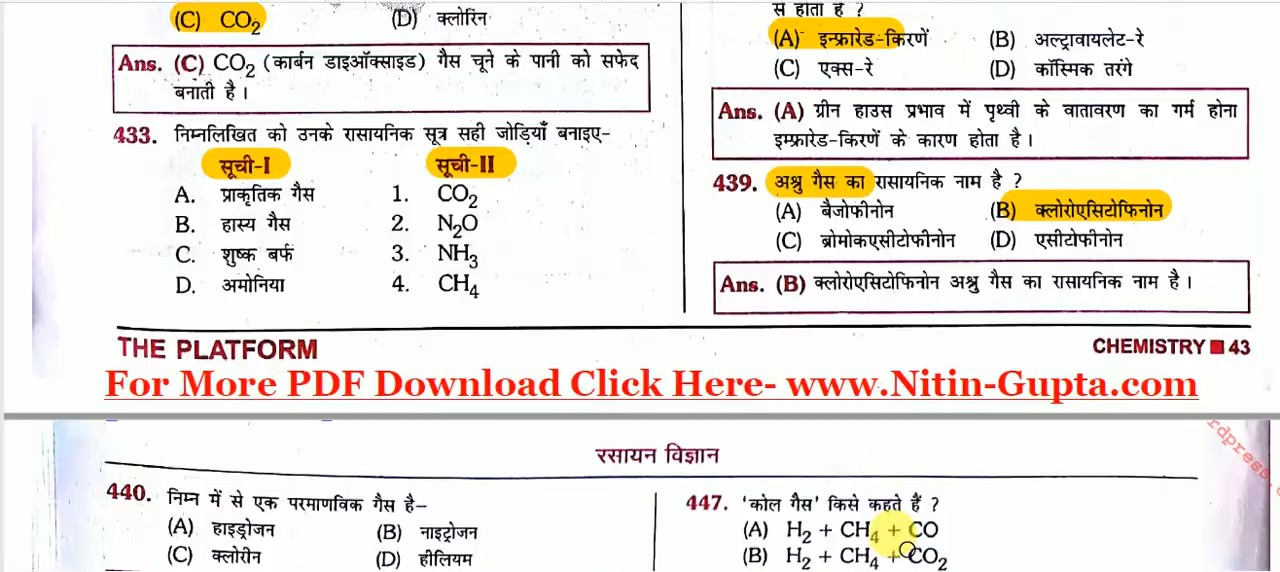 (C) CO₂ (D) क्लोरिन
Ans. (C) CO₂ (कार्बन डाइऑक्साइड) गैस चूने के पानी को सफेद
बनाती है।
433. निम्नलिखित को उनके रासायनिक सूत्र सही जोड़ियाँ बनाइए-
सूची-I सूची-II
A. प्राकृतिक गैस 1. CO₂
B. हास्य गैस 2. N₂O
C. शुष्क बर्फ 3. NH₃
D. अमोनिया 4. CH₄
से होता है ?
(A) इन्फ्रारेड-किरणें (B) अल्ट्रावायलेट-रे
(C) एक्स-रे (D) कॉस्मिक तरंगे
Ans. (A) ग्रीन हाउस प्रभाव में पृथ्वी के वातावरण का गर्म होना
इम्फ्रारेड-किरणें के कारण होता है।
439. अश्रु गैस का रासायनिक नाम है ?
(A) बैजोफीनोन (B) क्लोरोएसिटोफिनोन
(C) ब्रोमोकएसीटोफीनोन (D) एसीटोफीनोन
Ans. (B) क्लोरोएसिटोफिनोन अश्रु गैस का रासायनिक नाम है।
THE PLATFORM CHEMISTRY 43
For More PDF Download Click Here- www.Nitin-Gupta.com
रसायन विज्ञान
440. निम्न में से एक परमाणविक गैस है–
(A) हाइड्रोजन (B) नाइट्रोजन
(C) क्लोरीन (D) हीलियम
447. 'कोल गैस' किसे कहते हैं ?
(A) H₂ + CH₄ + CO
(B) H₂ + CH₄ + CO₂